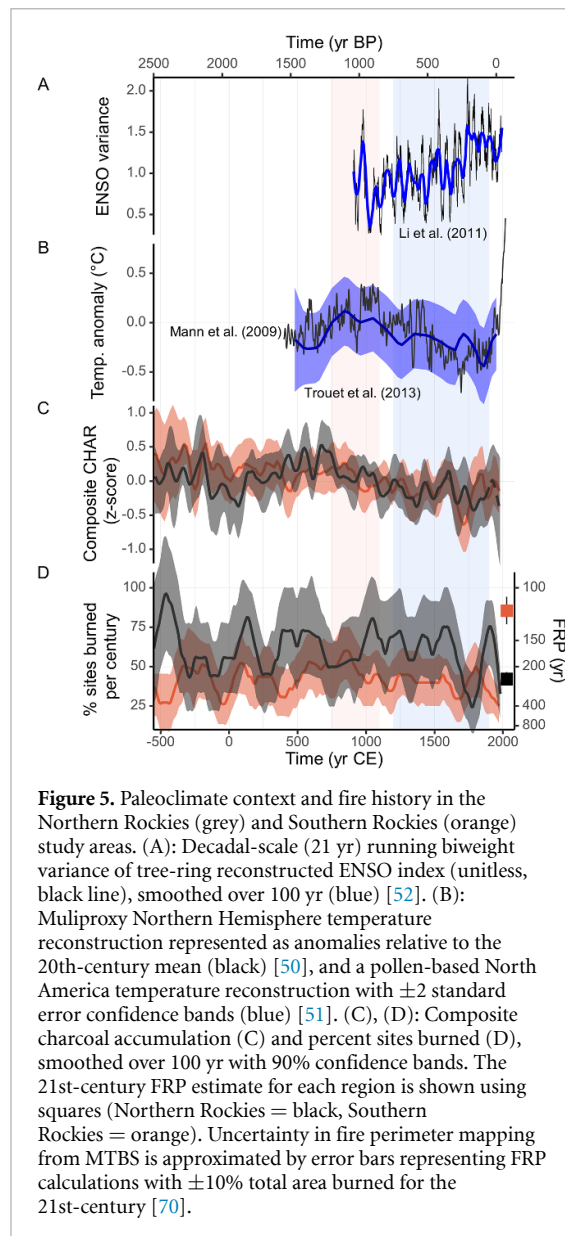 Time (yr BP)
2500 2000 1500 1000 500 0
A
ENSO variance
2.0
1.5
1.0
0.5
Li et al. (2011)
B
Temp. anomaly (°C)
0.5
0.0
-0.5
Mann et al. (2009)
Trouet et al. (2013)
C
Composite CHAR
(z-score)
1.0
0.5
0.0
-0.5
-1.0
D
% sites burned
per century
100
75
50
25
100
150
200
400
800
FRP (yr)
-500 0 500 1000 1500 2000
Time (yr CE)
Figure 5. Paleoclimate context and fire history in the
Northern Rockies (grey) and Southern Rockies (orange)
study areas. (A): Decadal-scale (21 yr) running biweight
variance of tree-ring reconstructed ENSO index (unitless,
black line), smoothed over 100 yr (blue) [52]. (B):
Muliproxy Northern Hemisphere temperature
reconstruction represented as anomalies relative to the
20th-century mean (black) [50], and a pollen-based North
America temperature reconstruction with ±2 standard
error confidence bands (blue) [51]. (C), (D): Composite
charcoal accumulation (C) and percent sites burned (D),
smoothed over 100 yr with 90% confidence bands. The
21st-century FRP estimate for each region is shown using
squares (Northern Rockies = black, Southern
Rockies = orange). Uncertainty in fire perimeter mapping
from MTBS is approximated by error bars representing FRP
calculations with ±10% total area burned for the
21st-century [70].